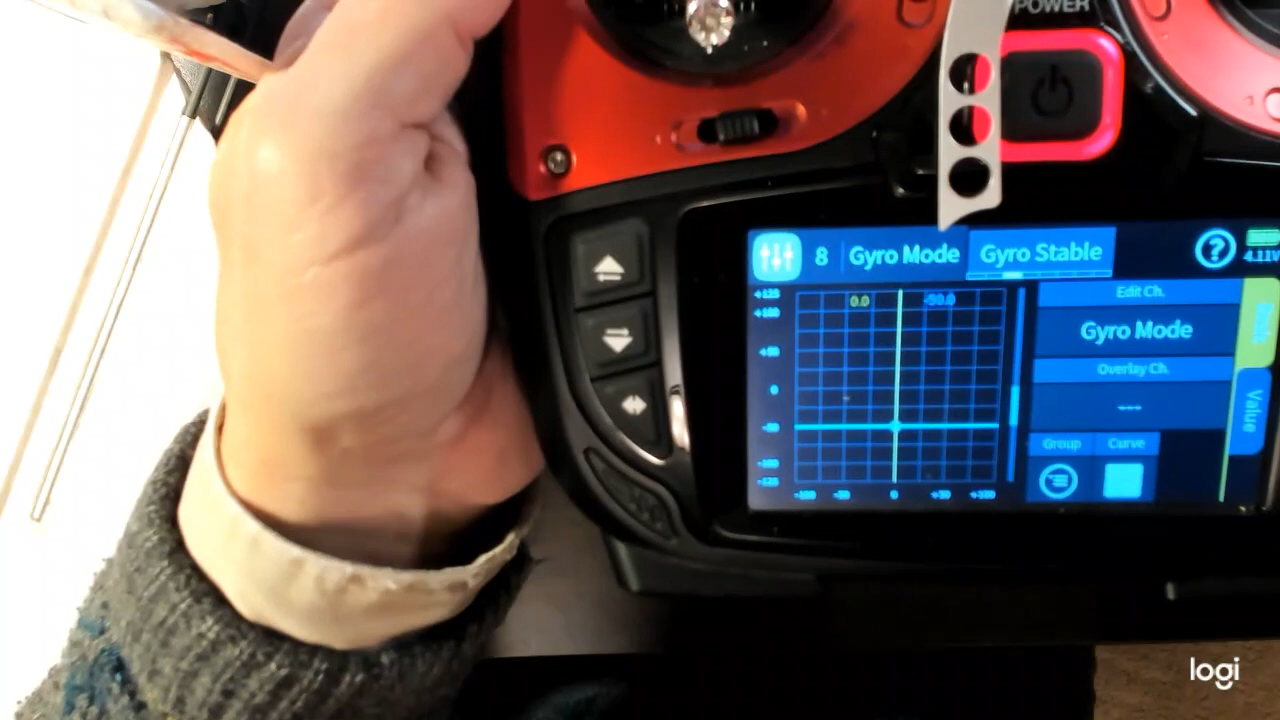 POWER
8 Gyro Mode Gyro Stable ?
4.11V
+125 0.0 -50.0
+100
+50
0
-50
-100
-125
-100 -50 0 +50 +100
Edit Ch.
Gyro Mode
Overlay Ch.
---
Group Curve
Value
logi